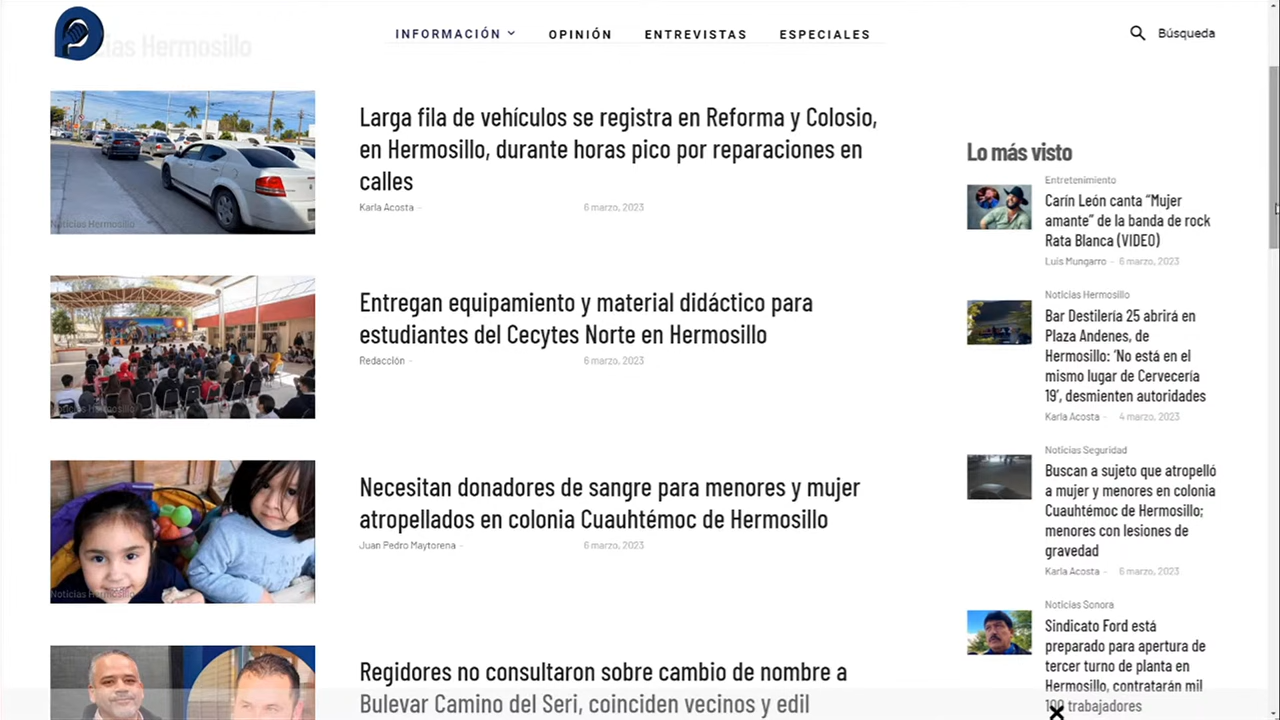 INFORMACIÓN
OPINIÓN
ENTREVISTAS
ESPECIALES
Búsqueda
Hermosillo
Larga fila de vehículos se registra en Reforma y Colosio,
en Hermosillo, durante horas pico por reparaciones en
calles
Karla Acosta -
6 marzo, 2023
Noticias Hermosillo
Entregan equipamiento y material didáctico para
estudiantes del Cecytes Norte en Hermosillo
Redacción -
6 marzo, 2023
Noticias Hermosillo
Necesitan donadores de sangre para menores y mujer
atropellados en colonia Cuauhtémoc de Hermosillo
Juan Pedro Maytorena -
6 marzo, 2023
Noticias Hermosillo
Regidores no consultaron sobre cambio de nombre a
Bulevar Camino del Seri, coinciden vecinos y edil
Lo más visto
Entretenimiento
Carín León canta “Mujer
amante” de la banda de rock
Rata Blanca (VIDEO)
Luis Mungarro - 6 marzo, 2023
Noticias Hermosillo
Bar Destilería 25 abrirá en
Plaza Andenes, de
Hermosillo: ‘No está en el
mismo lugar de Cervecería
19’, desmienten autoridades
Karla Acosta - 4 marzo, 2023
Noticias Seguridad
Buscan a sujeto que atropelló
a mujer y menores en colonia
Cuauhtémoc de Hermosillo;
menores con lesiones de
gravedad
Karla Acosta - 6 marzo, 2023
Noticias Sonora
Sindicato Ford está
preparado para apertura de
tercer turno de planta en
Hermosillo, contratarán mil
100 trabajadores